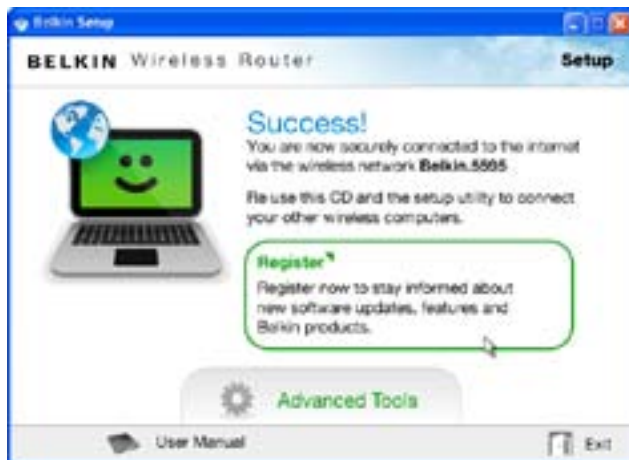 Belkin Setup
BELKIN Wireless Router
Setup
Success!
You are now securely connected to the internet
via the wireless network Belkin.5595
Re use this CD and the setup utility to connect
your other wireless computers.
Register
Register now to stay informed about
new software updates, features and
Belkin products.
Advanced Tools
User Manual
Exit